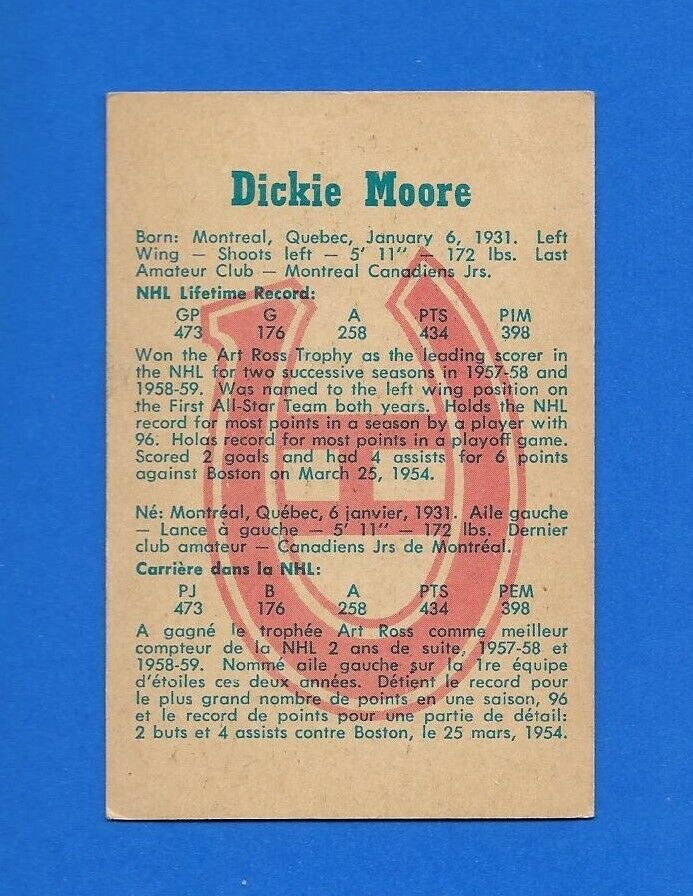 Dickie Moore
Born: Montreal, Quebec, January 6, 1931. Left
Wing — Shoots left — 5' 11" — 172 lbs. Last
Amateur Club — Montreal Canadiens Jrs.
NHL Lifetime Record:
GP G A PTS PIM
473 176 258 434 398
Won the Art Ross Trophy as the leading scorer in
the NHL for two successive seasons in 1957-58 and
1958-59. Was named to the left wing position on
the First All-Star Team both years. Holds the NHL
record for most points in a season by a player with
96. Holas record for most points in a playoff game.
Scored 2 goals and had 4 assists for 6 points
against Boston on March 25, 1954.
Né: Montréal, Québec, 6 janvier, 1931. Aile gauche
— Lance à gauche — 5' 11" — 172 lbs. Dernier
club amateur — Canadiens Jrs de Montréal.
Carrière dans la NHL:
PJ B A PTS PEM
473 176 258 434 398
A gagné le trophée Art Ross comme meilleur
compteur de la NHL 2 ans de suite, 1957-58 et
1958-59. Nommé aile gauche sur la 1re équipe
d'étoiles ces deux années. Détient le record pour
le plus grand nombre de points en une saison, 96
et le record de points pour une partie de détail:
2 buts et 4 assists contre Boston, le 25 mars, 1954.